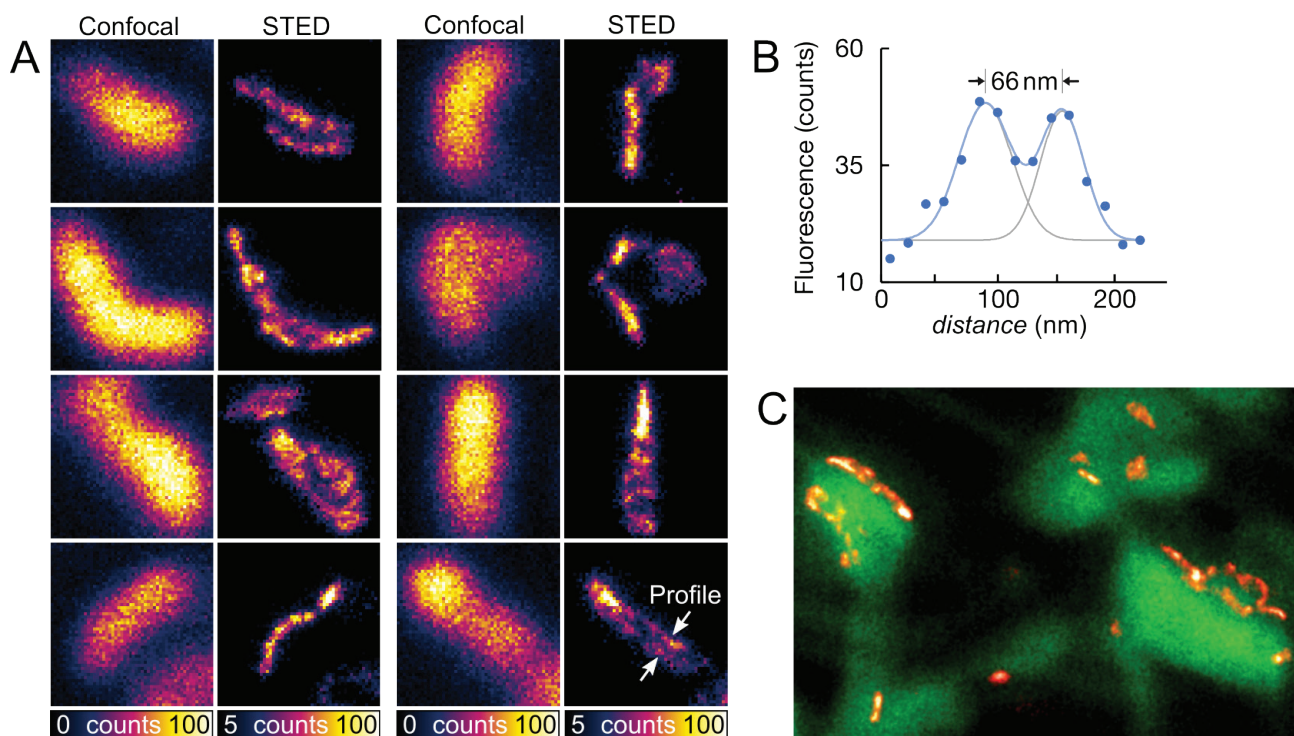 A
Confocal STED Confocal STED
Profile
0 counts 100 5 counts 100 0 counts 100 5 counts 100
B
Fluorescence (counts)
60
35
10
66 nm
0 100 200
distance (nm)
C